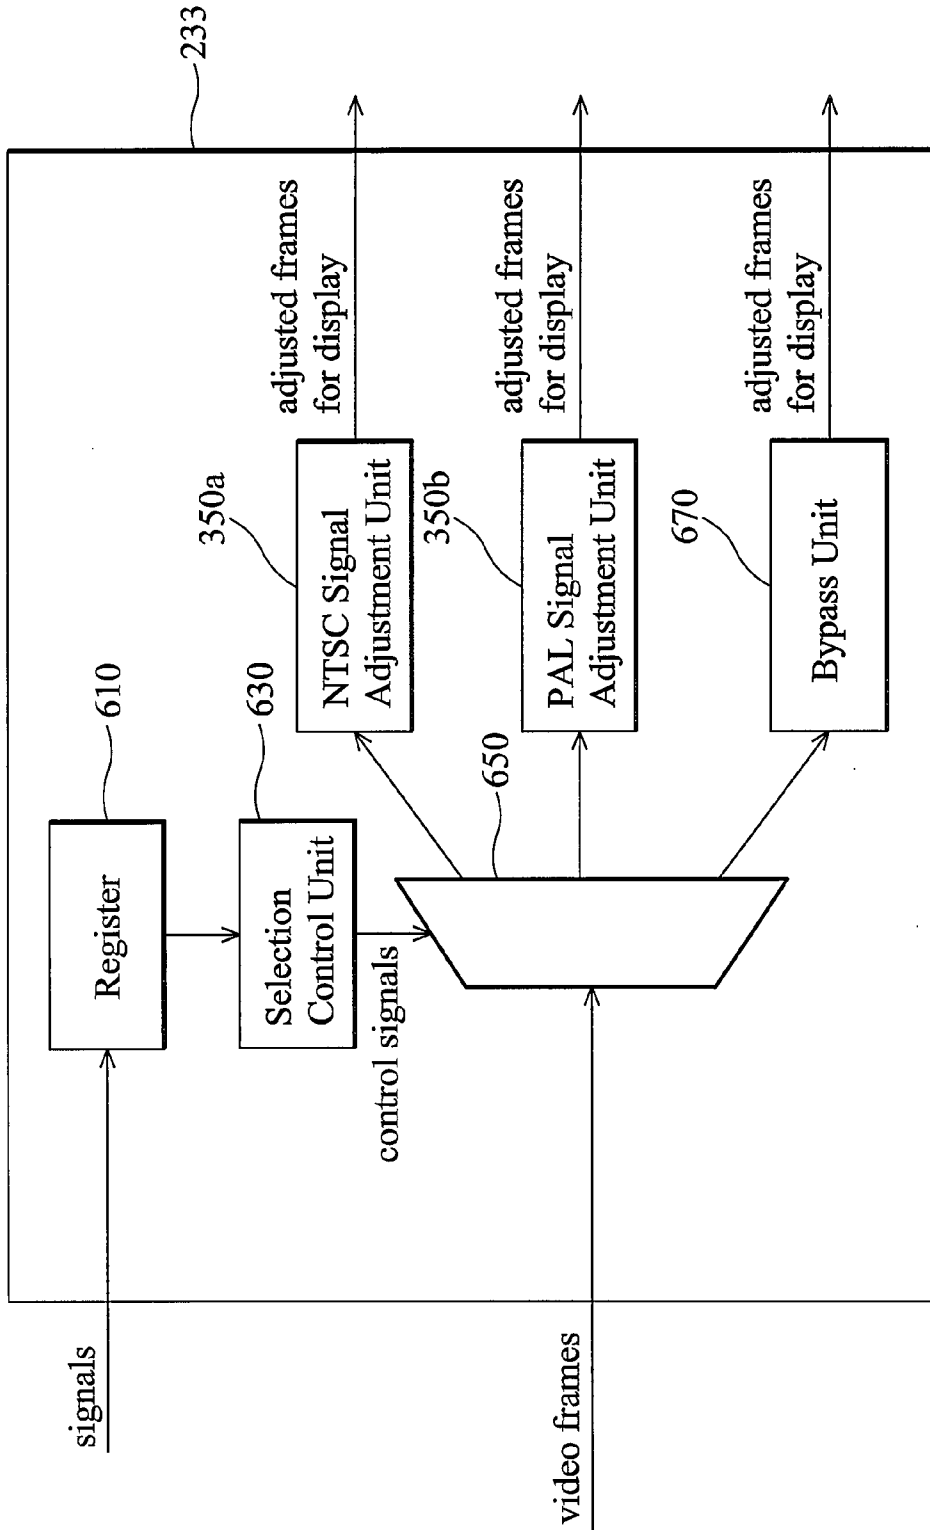 233
signals
Register
610
Selection
Control Unit
630
control signals
video frames
650
NTSC Signal
Adjustment Unit
350a
adjusted frames
for display
PAL Signal
Adjustment Unit
350b
adjusted frames
for display
Bypass Unit
670
adjusted frames
for display